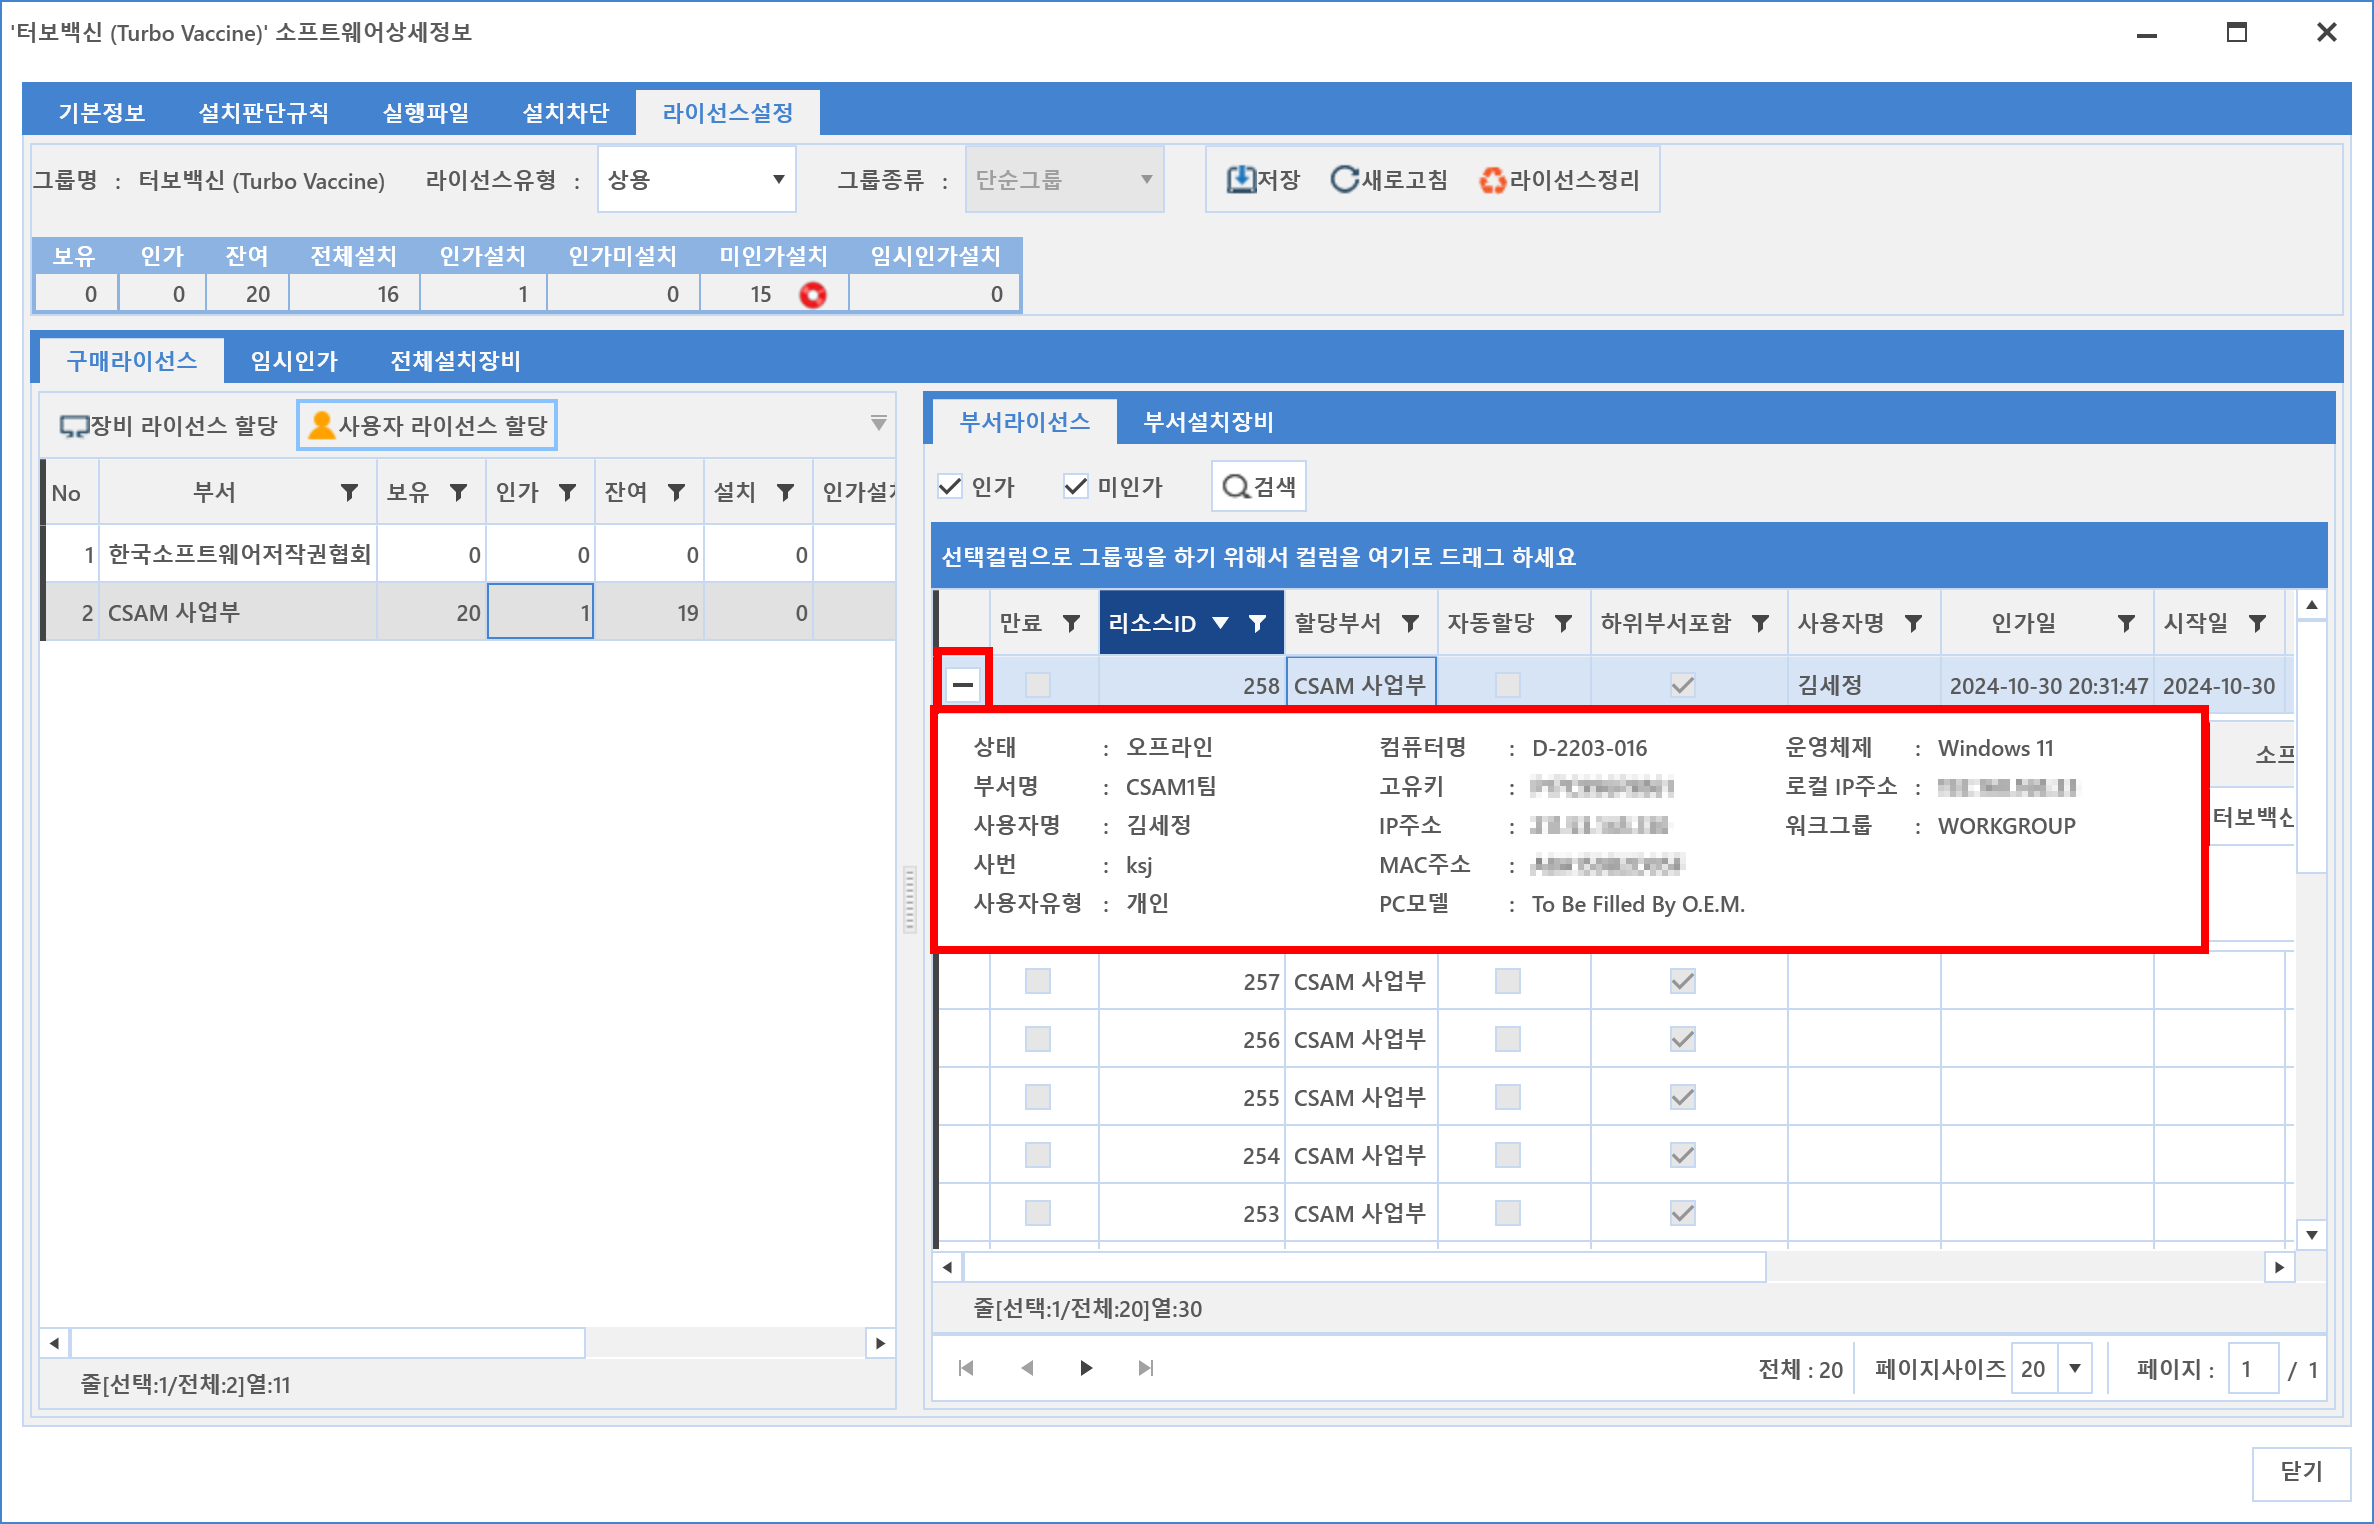 '터보백신 (Turbo Vaccine)' 소프트웨어상세정보
기본정보 설치판단규칙 실행파일 설치차단 라이선스설정
그룹명 : 터보백신 (Turbo Vaccine) 라이선스유형 : 상용 그룹종류 : 단순그룹 저장 새로고침 라이선스정리
보유 인가 잔여 전체설치 인가설치 인가미설치 미인가설치 임시인가설치
0 0 20 16 1 0 15 0
구매라이선스 임시인가 전체설치장비
장비 라이선스 할당 사용자 라이선스 할당
No 부서 보유 인가 잔여 설치 인가설치
1 한국소프트웨어저작권협회 0 0 0 0
2 CSAM 사업부 20 1 19 0
줄[선택:1/전체:2]열:11
부서라이선스 부서설치장비
인가 미인가 검색
선택컬럼으로 그룹핑을 하기 위해서 컬럼을 여기로 드래그 하세요
만료 리소스ID 할당부서 자동할당 하위부서포함 사용자명 인가일 시작일
258 CSAM 사업부 김세정 2024-10-30 20:31:47 2024-10-30
상태 : 오프라인 컴퓨터명 : D-2203-016 운영체제 : Windows 11
소프
부서명 : CSAM1팀 고유키 : 로컬 IP주소 :
사용자명 : 김세정 IP주소 : 워크그룹 : WORKGROUP
터보백신
사번 : ksj MAC주소 :
사용자유형 : 개인 PC모델 : To Be Filled By O.E.M.
257 CSAM 사업부
256 CSAM 사업부
255 CSAM 사업부
254 CSAM 사업부
253 CSAM 사업부
줄[선택:1/전체:20]열:30
전체 : 20 페이지사이즈 20 페이지 : 1 / 1
닫기